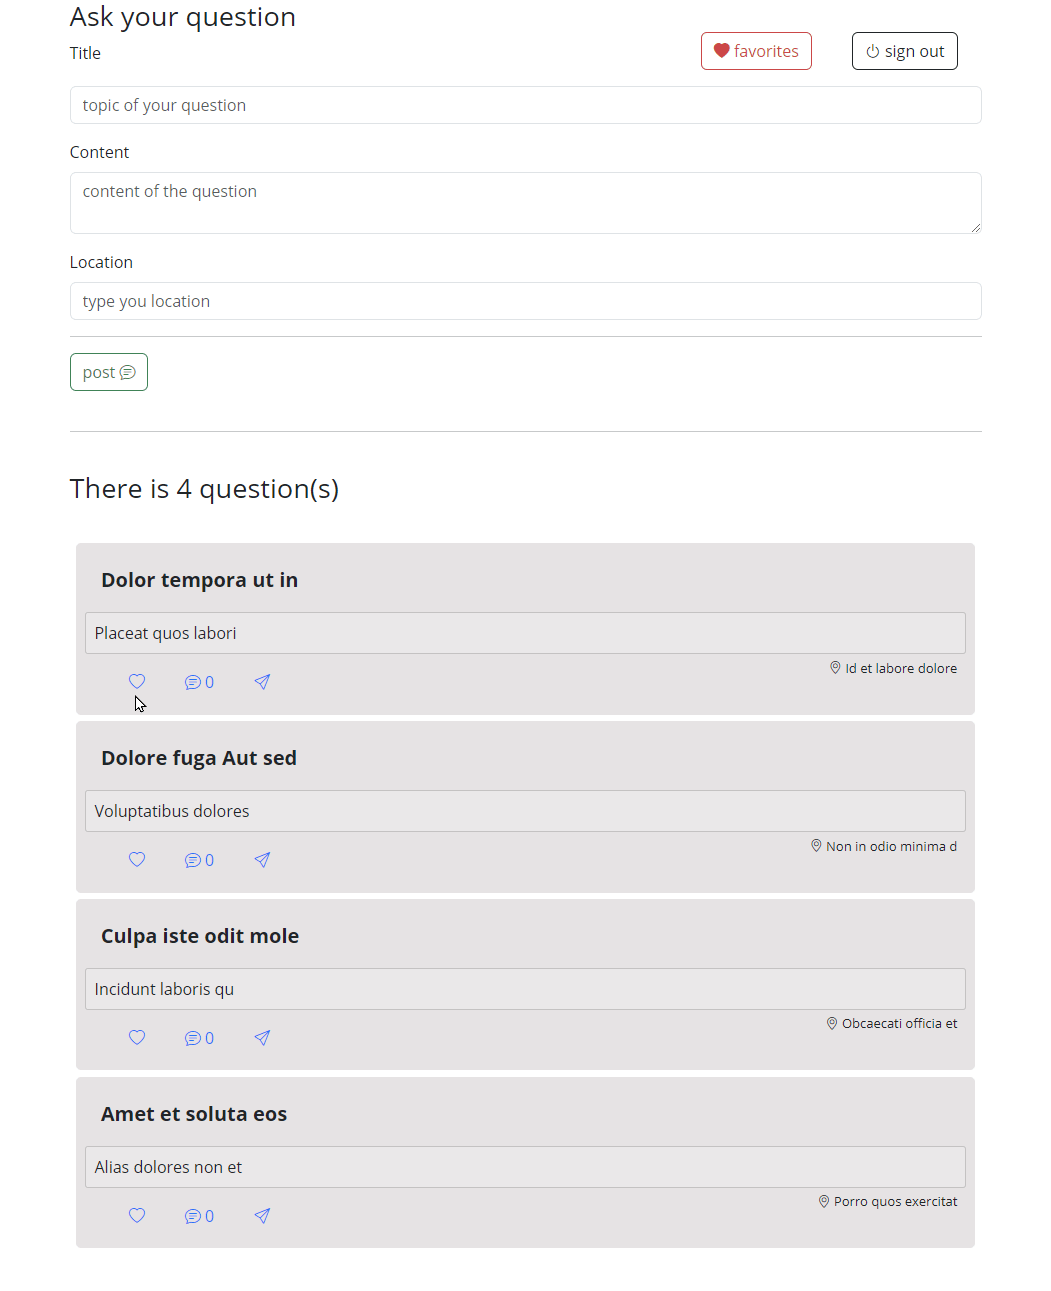 Ask your question
Title
favorites
sign out
topic of your question
Content
content of the question
Location
type you location
post
There is 4 question(s)
Dolor tempora ut in
Placeat quos labori
Id et labore dolore
0
Dolore fuga Aut sed
Voluptatibus dolores
Non in odio minima d
0
Culpa iste odit mole
Incidunt laboris qu
Obcaecati officia et
0
Amet et soluta eos
Alias dolores non et
Porro quos exercitat
0